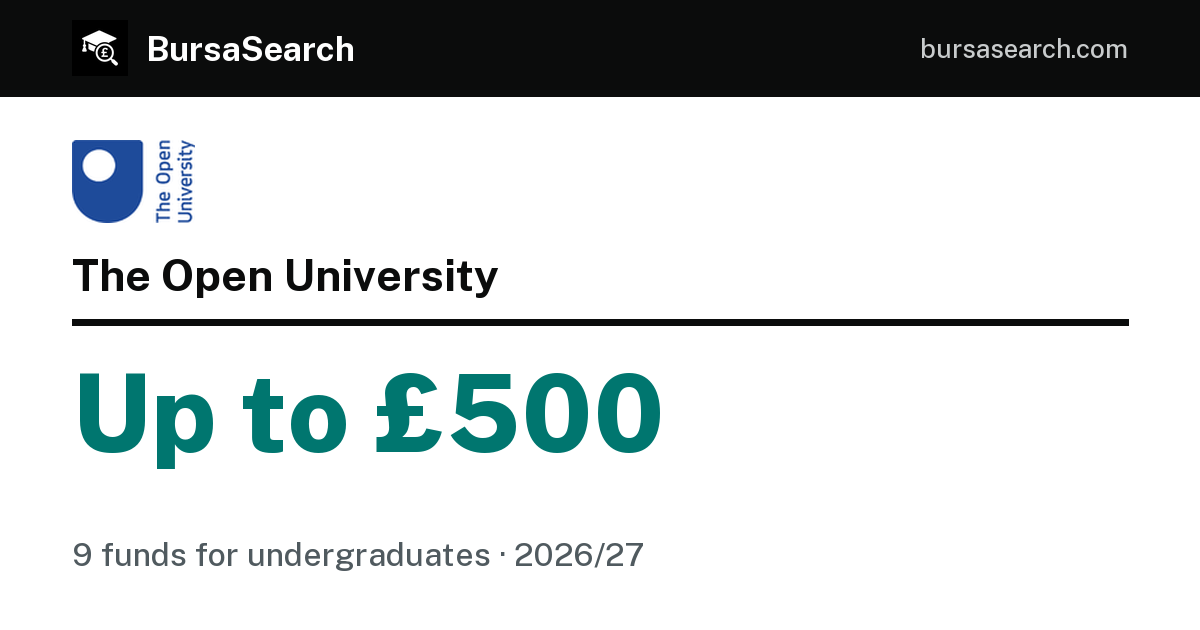 £
BursaSearch
bursasearch.com
The Open
University
The Open University
Up to £500
9 funds for undergraduates · 2026/27